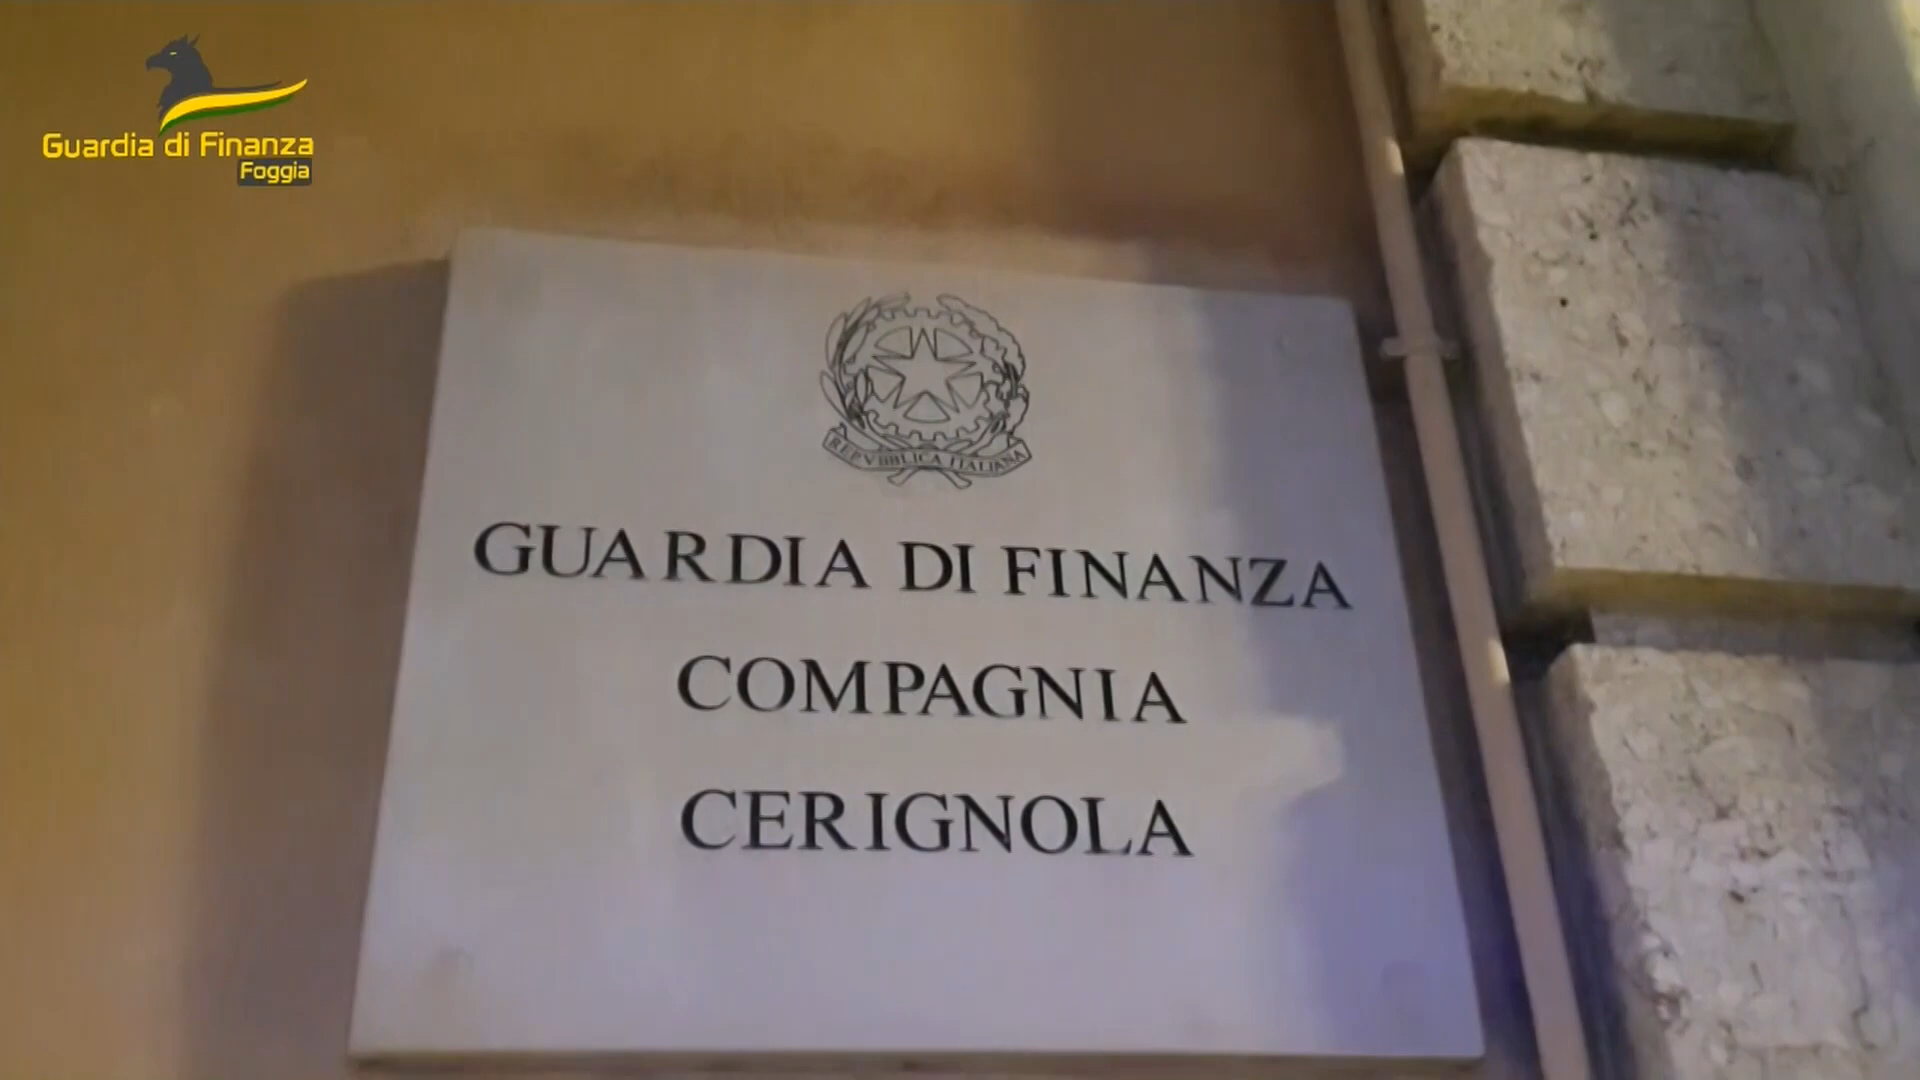 Guardia di Finanza
Foggia
REPVBBLICA ITALIANA
GUARDIA DI FINANZA
COMPAGNIA
CERIGNOLA